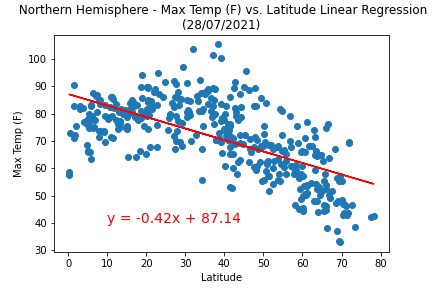 Northern Hemisphere - Max Temp (F) vs. Latitude Linear Regression
(28/07/2021)
100
90
80
70
60
50
40
30
Max Temp (F)
y = -0.42x + 87.14
0 10 20 30 40 50 60 70 80
Latitude